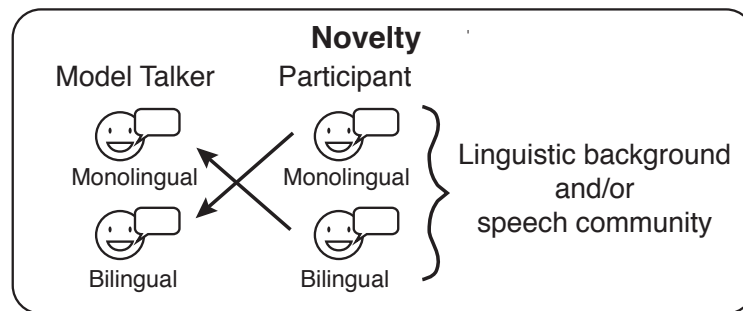 Novelty
Model Talker
Participant
Monolingual
Monolingual
Bilingual
Bilingual
Linguistic background
and/or
speech community